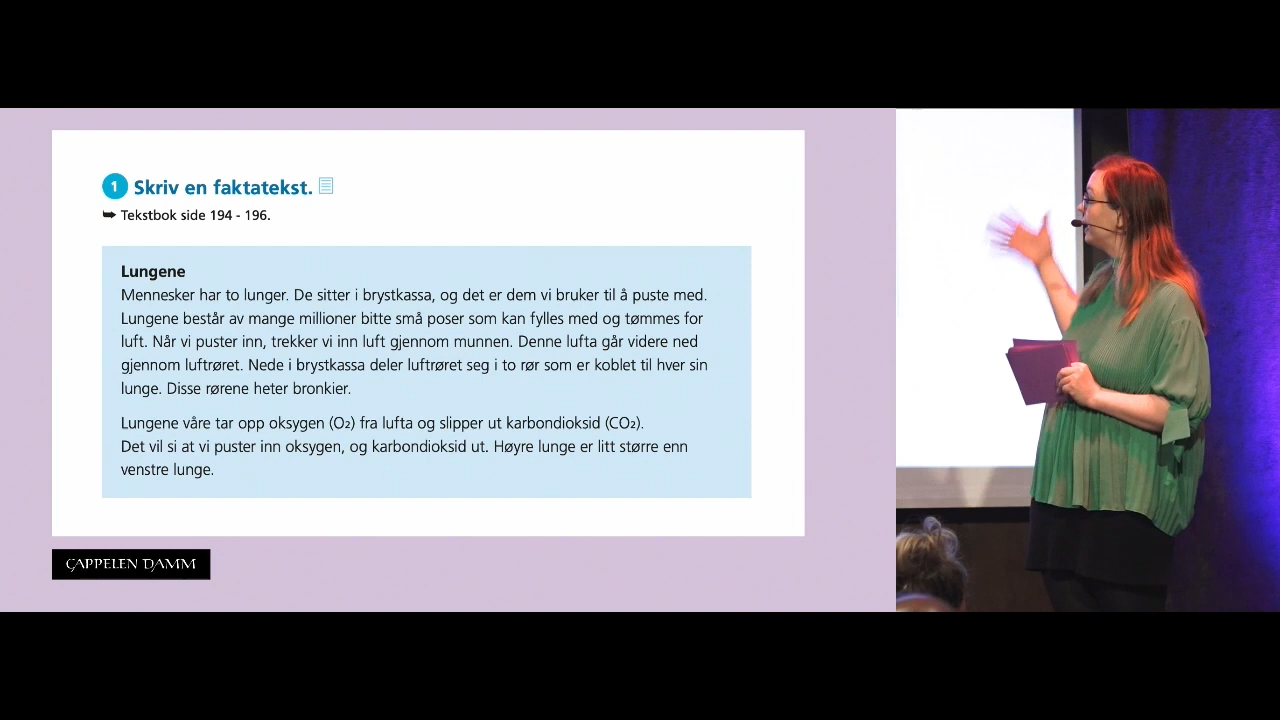 1 Skriv en faktatekst.
➥ Tekstbok side 194 - 196.
Lungene
Mennesker har to lunger. De sitter i brystkassa, og det er dem vi bruker til å puste med.
Lungene består av mange millioner bitte små poser som kan fylles med og tømmes for
luft. Når vi puster inn, trekker vi inn luft gjennom munnen. Denne lufta går videre ned
gjennom luftrøret. Nede i brystkassa deler luftrøret seg i to rør som er koblet til hver sin
lunge. Disse rørene heter bronkier.
Lungene våre tar opp oksygen (O₂) fra lufta og slipper ut karbondioksid (CO₂).
Det vil si at vi puster inn oksygen, og karbondioksid ut. Høyre lunge er litt større enn
venstre lunge.
CAPPELEN DAMM